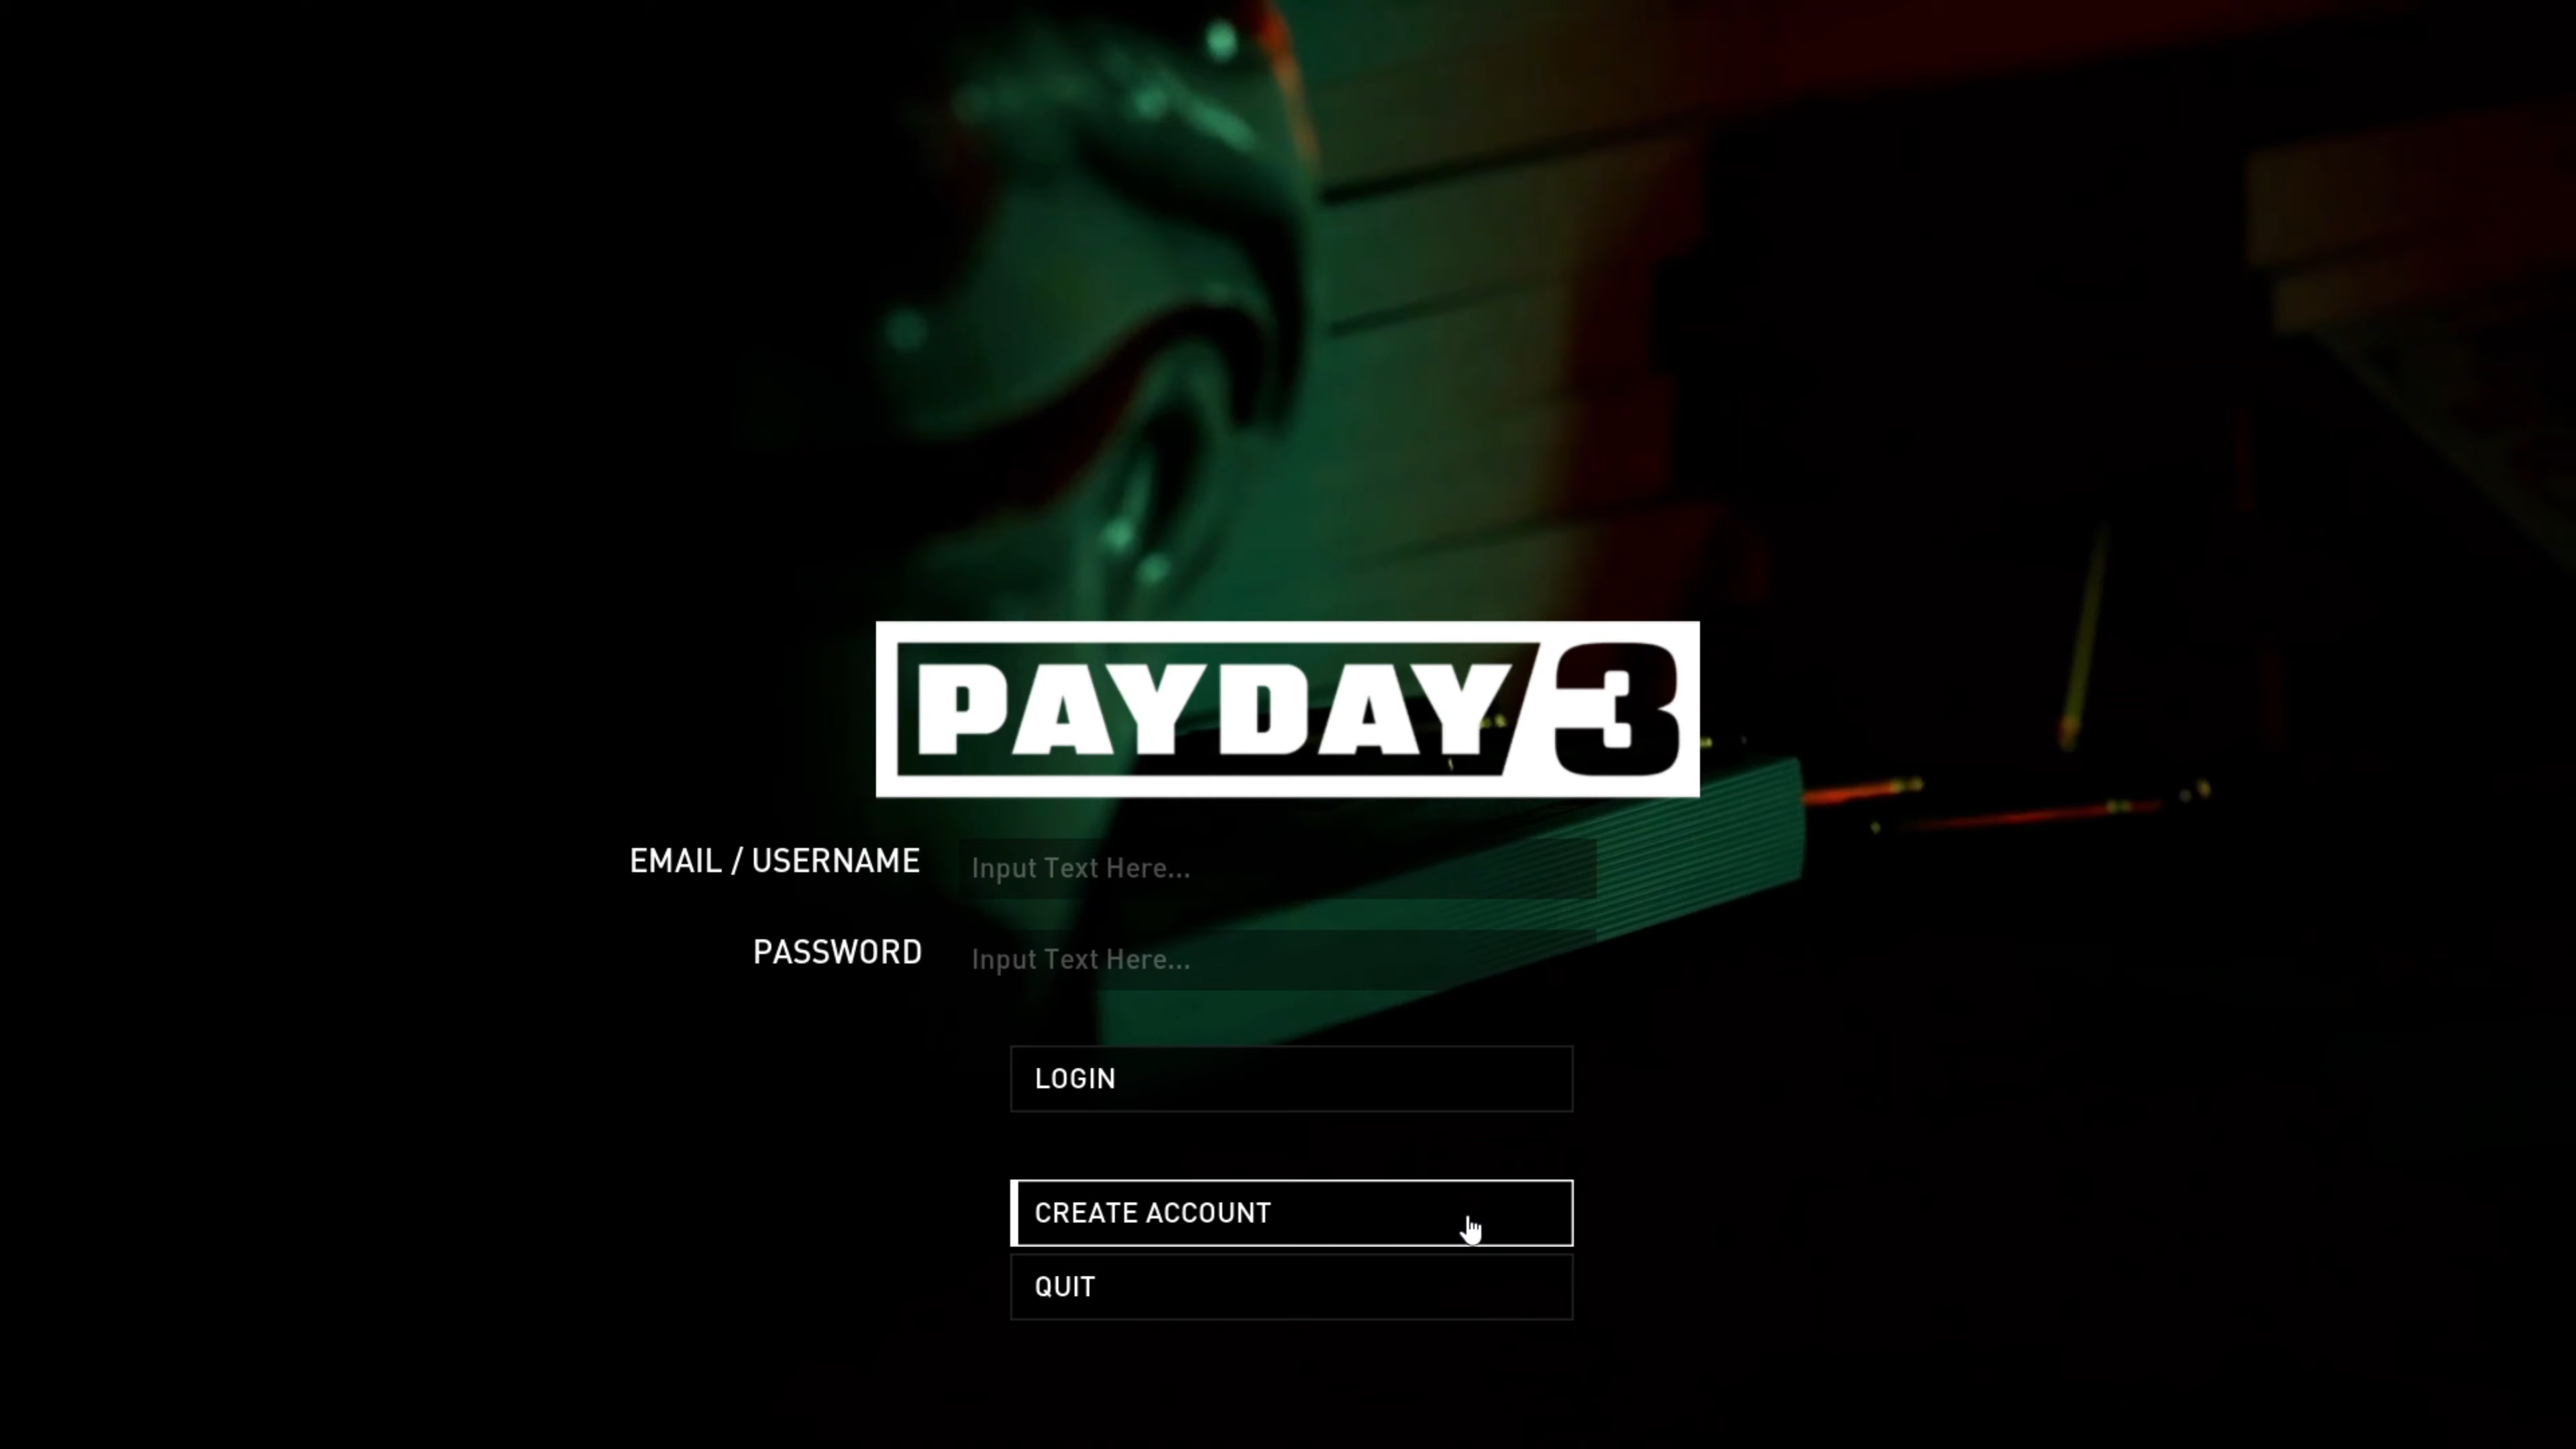 PAYDAY 3
EMAIL / USERNAME
Input Text Here...
PASSWORD
Input Text Here...
LOGIN
CREATE ACCOUNT
QUIT